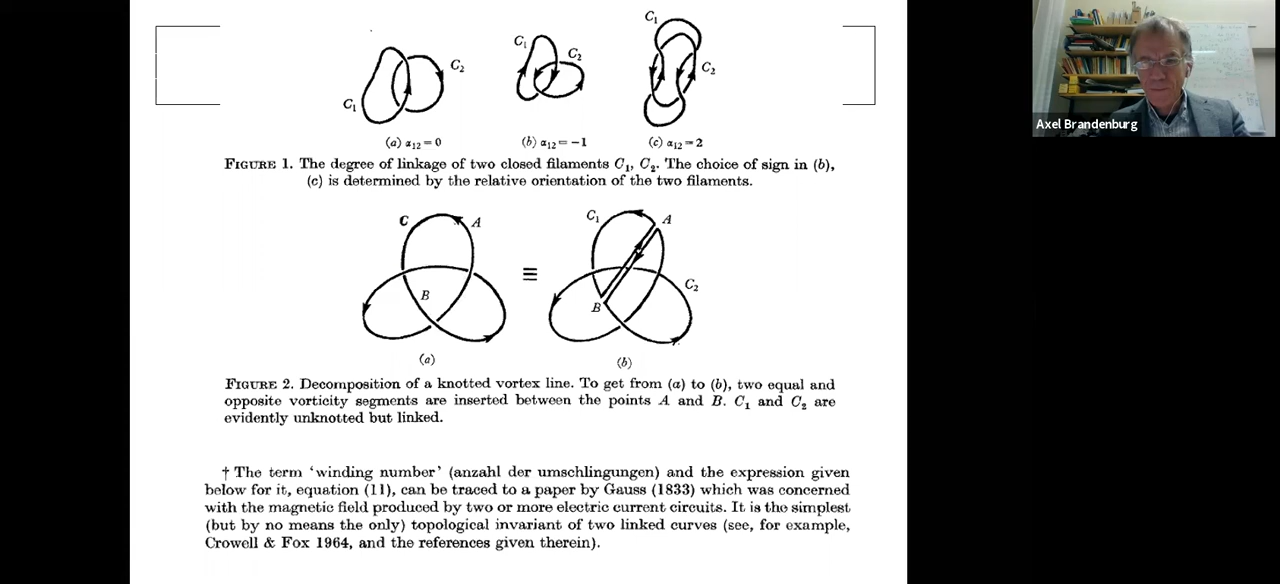 C₁
C₂
C₁
C₂
C₁
C₂
Axel Brandenburg
(a) α₁₂ = 0
(b) α₁₂ = −1
(c) α₁₂ = 2
FIGURE 1. The degree of linkage of two closed filaments C₁, C₂. The choice of sign in (b),
(c) is determined by the relative orientation of the two filaments.
C
A
B
≡
C₁
A
C₂
B
(a)
(b)
FIGURE 2. Decomposition of a knotted vortex line. To get from (a) to (b), two equal and
opposite vorticity segments are inserted between the points A and B. C₁ and C₂ are
evidently unknotted but linked.
† The term ‘winding number’ (anzahl der umschlingungen) and the expression given
below for it, equation (11), can be traced to a paper by Gauss (1833) which was concerned
with the magnetic field produced by two or more electric current circuits. It is the simplest
(but by no means the only) topological invariant of two linked curves (see, for example,
Crowell & Fox 1964, and the references given therein).